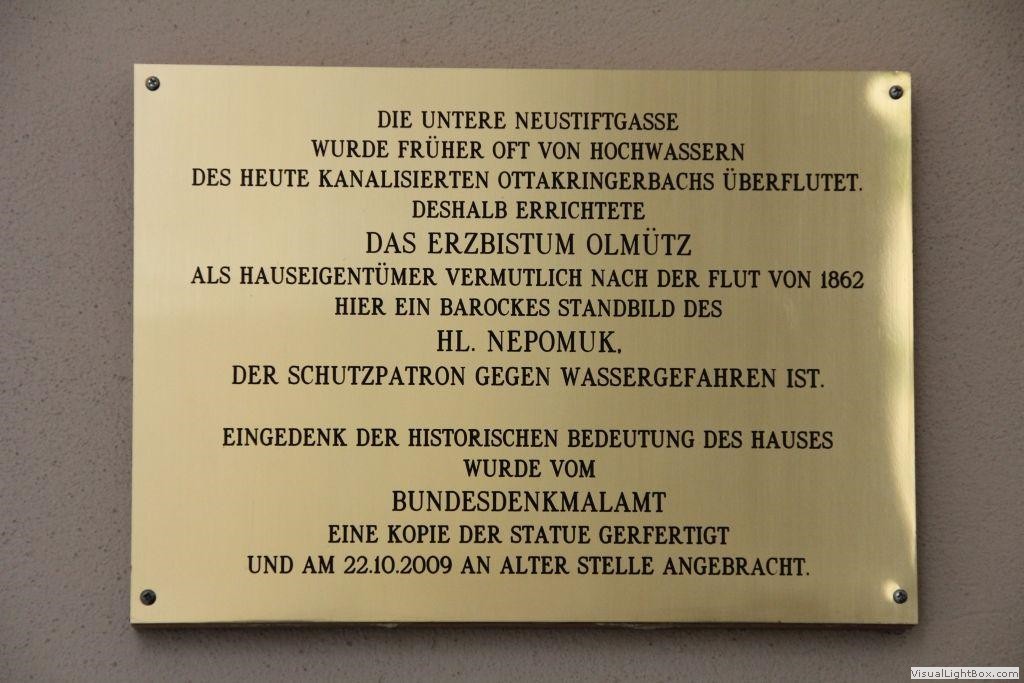 DIE UNTERE NEUSTIFTGASSE
WURDE FRÜHER OFT VON HOCHWASSERN
DES HEUTE KANALISIERTEN OTTAKRINGERBACHS ÜBERFLUTET.
DESHALB ERRICHTETE
DAS ERZBISTUM OLMÜTZ
ALS HAUSEIGENTÜMER VERMUTLICH NACH DER FLUT VON 1862
HIER EIN BAROCKES STANDBILD DES
HL. NEPOMUK,
DER SCHUTZPATRON GEGEN WASSERGEFAHREN IST.
EINGEDENK DER HISTORISCHEN BEDEUTUNG DES HAUSES
WURDE VOM
BUNDESDENKMALAMT
EINE KOPIE DER STATUE GERFERTIGT
UND AM 22.10.2009 AN ALTER STELLE ANGEBRACHT.
VisualLightBox.com